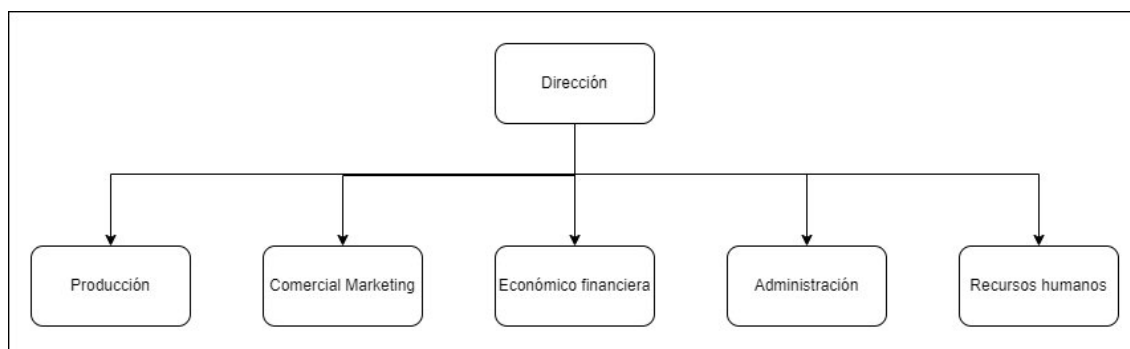 Dirección
Producción
Comercial Marketing
Económico financiera
Administración
Recursos humanos